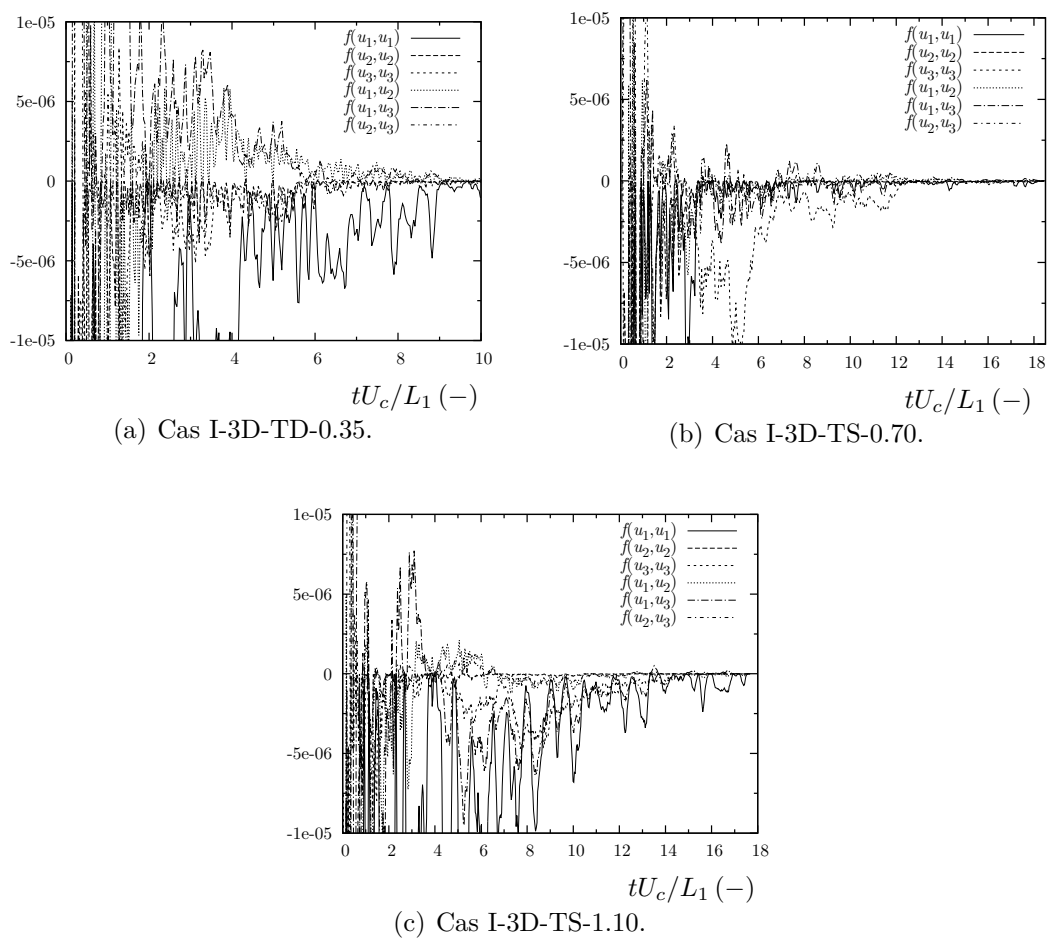 1e-05
5e-06
0
-5e-06
-1e-05
0 2 4 6 8 10
f(u₁,u₁)
f(u₂,u₂)
f(u₃,u₃)
f(u₁,u₂)
f(u₁,u₃)
f(u₂,u₃)
tU_c/L₁ (−)
(a) Cas I-3D-TD-0.35.
1e-05
5e-06
0
-5e-06
-1e-05
0 2 4 6 8 10 12 14 16 18
f(u₁,u₁)
f(u₂,u₂)
f(u₃,u₃)
f(u₁,u₂)
f(u₁,u₃)
f(u₂,u₃)
tU_c/L₁ (−)
(b) Cas I-3D-TS-0.70.
1e-05
5e-06
0
-5e-06
-1e-05
0 2 4 6 8 10 12 14 16 18
f(u₁,u₁)
f(u₂,u₂)
f(u₃,u₃)
f(u₁,u₂)
f(u₁,u₃)
f(u₂,u₃)
tU_c/L₁ (−)
(c) Cas I-3D-TS-1.10.